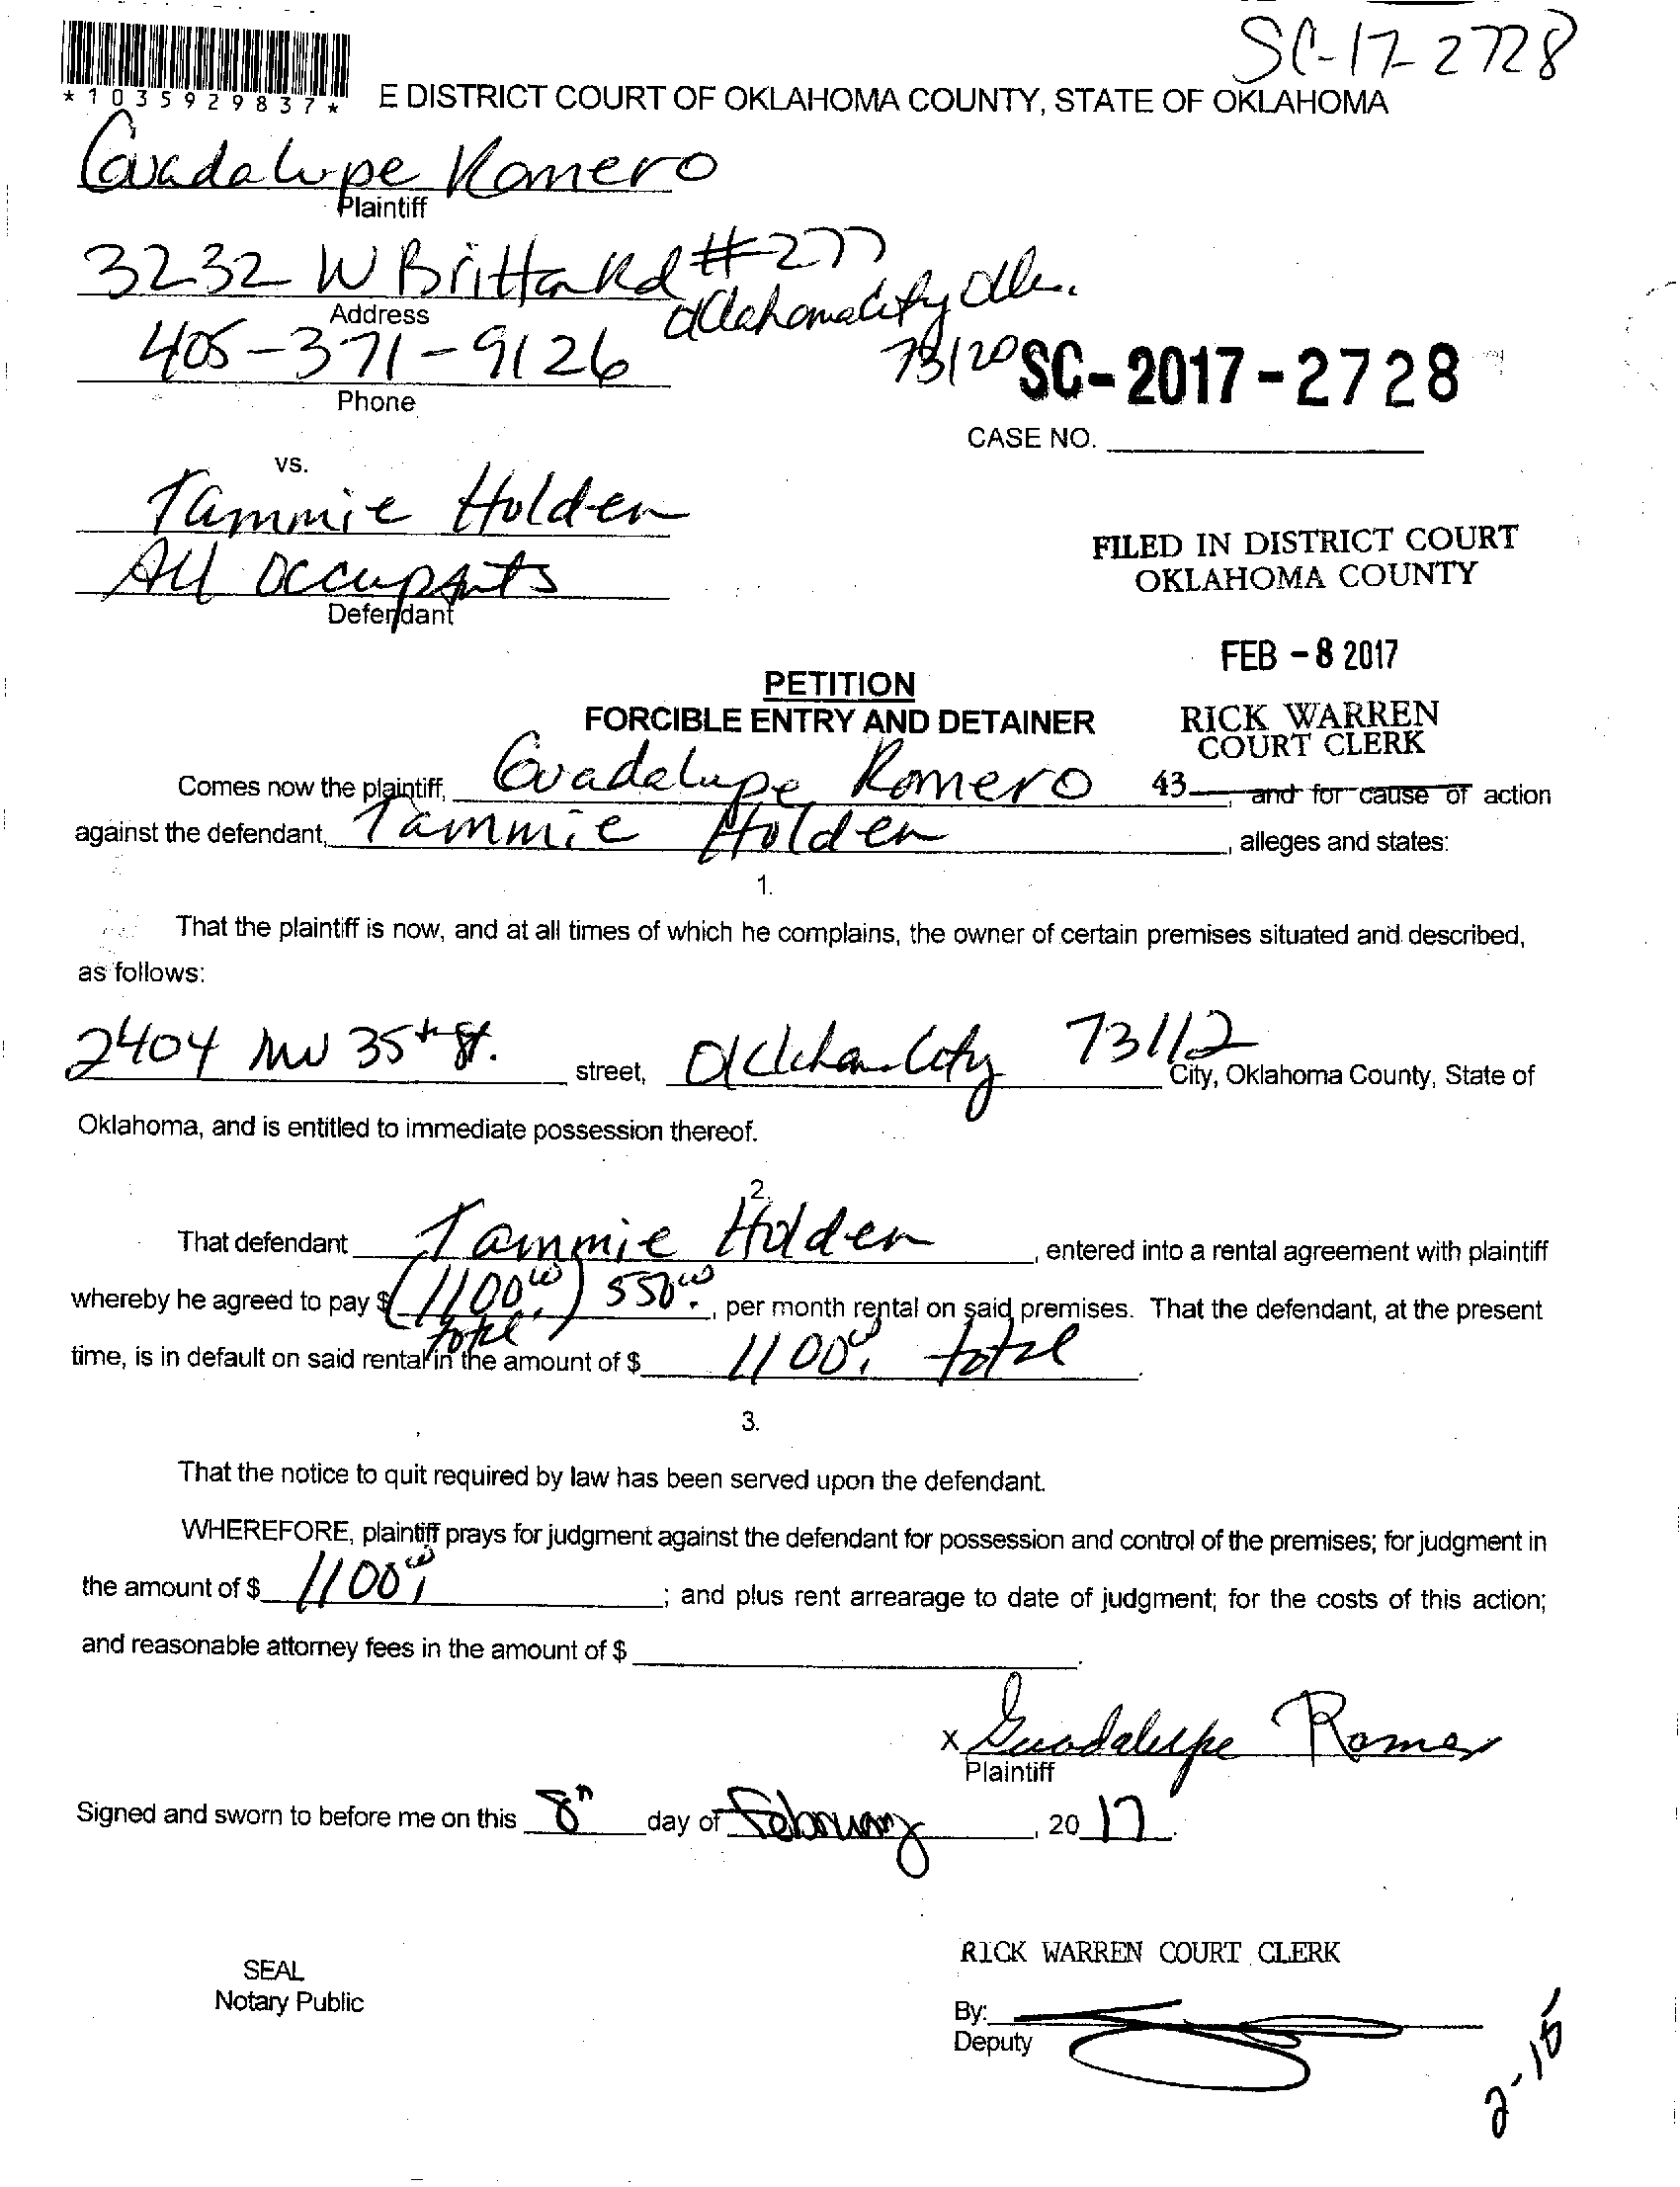 SC-17-2728
*1035929837*
E DISTRICT COURT OF OKLAHOMA COUNTY, STATE OF OKLAHOMA
Guadalupe Romero
Plaintiff
3232 W Britton Rd #277
Address
Oklahoma City Okla.
405-371-9126
73120
Phone
SC-2017-2728
CASE NO.
vs.
Tammie Holden
All Occupants
Defendant
FILED IN DISTRICT COURT
OKLAHOMA COUNTY
FEB -8 2017
PETITION
FORCIBLE ENTRY AND DETAINER
RICK WARREN
COURT CLERK
Comes now the plaintiff, Guadalupe Romero 43 , and for cause of action
against the defendant, Tammie Holden , alleges and states:
1.
That the plaintiff is now, and at all times of which he complains, the owner of certain premises situated and described,
as follows:
2404 NW 35th St. street, Oklahoma City 73112 City, Oklahoma County, State of
Oklahoma, and is entitled to immediate possession thereof.
2.
That defendant Tammie Holden , entered into a rental agreement with plaintiff
whereby he agreed to pay $ (1100.00 total) 550.00 , per month rental on said premises. That the defendant, at the present
time, is in default on said rental in the amount of $ 1100.00 total .
3.
That the notice to quit required by law has been served upon the defendant.
WHEREFORE, plaintiff prays for judgment against the defendant for possession and control of the premises; for judgment in
the amount of $ 1100.00 ; and plus rent arrearage to date of judgment; for the costs of this action;
and reasonable attorney fees in the amount of $ .
x Guadalupe Romero
Plaintiff
Signed and sworn to before me on this 8th day of February , 20 17 .
SEAL
Notary Public
RICK WARREN COURT CLERK
By:
Deputy
2-15